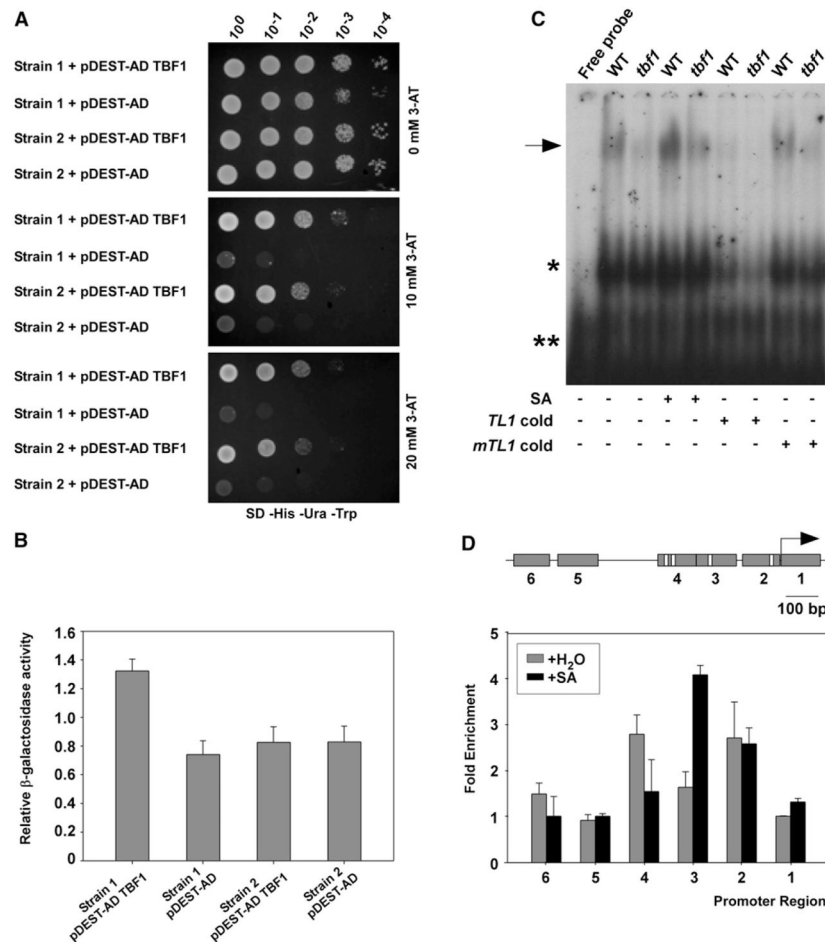 A
10⁰ 10⁻¹ 10⁻² 10⁻³ 10⁻⁴
Strain 1 + pDEST-AD TBF1
Strain 1 + pDEST-AD
Strain 2 + pDEST-AD TBF1
Strain 2 + pDEST-AD
0 mM 3-AT
Strain 1 + pDEST-AD TBF1
Strain 1 + pDEST-AD
Strain 2 + pDEST-AD TBF1
Strain 2 + pDEST-AD
10 mM 3-AT
Strain 1 + pDEST-AD TBF1
Strain 1 + pDEST-AD
Strain 2 + pDEST-AD TBF1
Strain 2 + pDEST-AD
20 mM 3-AT
SD -His -Ura -Trp
B
Relative β-galactosidase activity
1.6
1.4
1.2
1.0
0.8
0.6
0.4
0.2
0
Strain 1
pDEST-AD TBF1
Strain 1
pDEST-AD
Strain 2
pDEST-AD TBF1
Strain 2
pDEST-AD
C
Free probe WT tbf1 WT tbf1 WT tbf1 WT tbf1
*
**
SA - - - + + - - - -
TL1 cold - - - - - + + - -
mTL1 cold - - - - - - - + +
D
6 5 4 3 2 1
100 bp
Fold Enrichment
5
4
3
2
1
0
+H₂O
+SA
6 5 4 3 2 1
Promoter Region